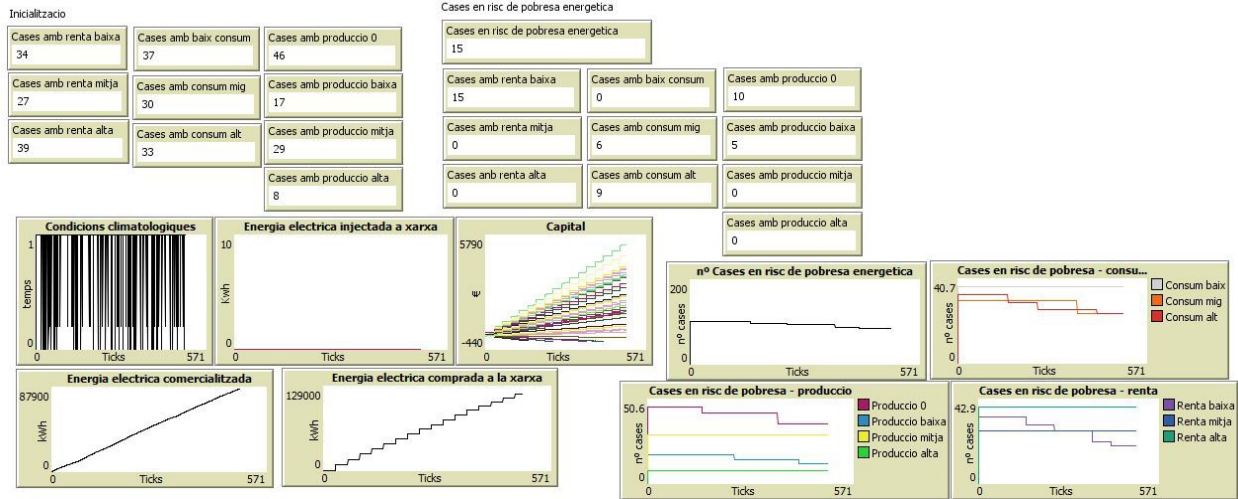 Inicialitzacio
Cases amb renta baixa
34
Cases amb baix consum
37
Cases amb produccio 0
46
Cases amb renta mitja
27
Cases amb consum mig
30
Cases amb produccio baixa
17
Cases amb renta alta
39
Cases amb consum alt
33
Cases amb produccio mitja
29
Cases amb produccio alta
8
Cases en risc de pobresa energetica
Cases en risc de pobresa energetica
15
Cases amb renta baixa
15
Cases amb baix consum
0
Cases amb produccio 0
10
Cases amb renta mitja
0
Cases amb consum mig
6
Cases amb produccio baixa
5
Cases anb renta alta
0
Cases amb consum alt
9
Cases amb produccio mitja
0
Cases amb produccio alta
0
Condicions climatologiques
1
temps
0
0
Ticks
571
Energia electrica injectada a xarxa
10
Kwh
0
0
Ticks
571
Capital
5790
€
-440
0
Ticks
571
nº Cases en risc de pobresa energetica
200
nº cases
0
0
Ticks
571
Cases en risc de pobresa - consu...
40.7
nº cases
0
0
Ticks
571
Consum baix
Consum mig
Consum alt
Energia electrica comercialitzada
87900
kWh
0
0
Ticks
571
Energia electrica comprada a la xarxa
129000
kWh
0
0
Ticks
571
Cases en risc de pobresa - produccio
50.6
nº cases
0
0
Ticks
571
Produccio 0
Produccio baixa
Produccio mitja
Produccio alta
Cases en risc de pobresa - renta
42.9
nº cases
0
0
Ticks
571
Renta baixa
Renta mitja
Renta alta